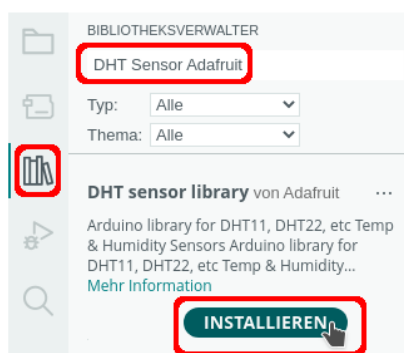 BIBLIOTHEKSVERWALTER
DHT Sensor Adafruit
Typ: Alle
Thema: Alle
DHT sensor library von Adafruit ...
Arduino library for DHT11, DHT22, etc Temp
& Humidity Sensors Arduino library for
DHT11, DHT22, etc Temp & Humidity...
Mehr Information
INSTALLIEREN